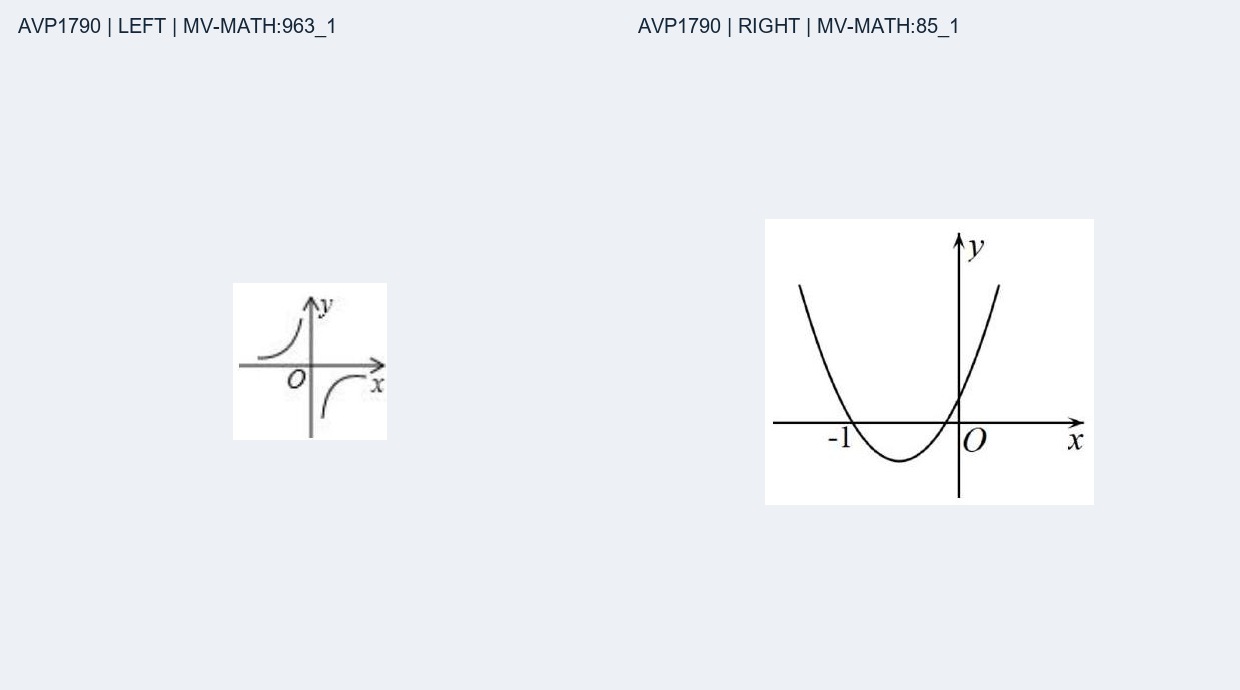 AVP1790 | LEFT | MV-MATH:963_1
AVP1790 | RIGHT | MV-MATH:85_1
y
O
x
y
-1
O
x